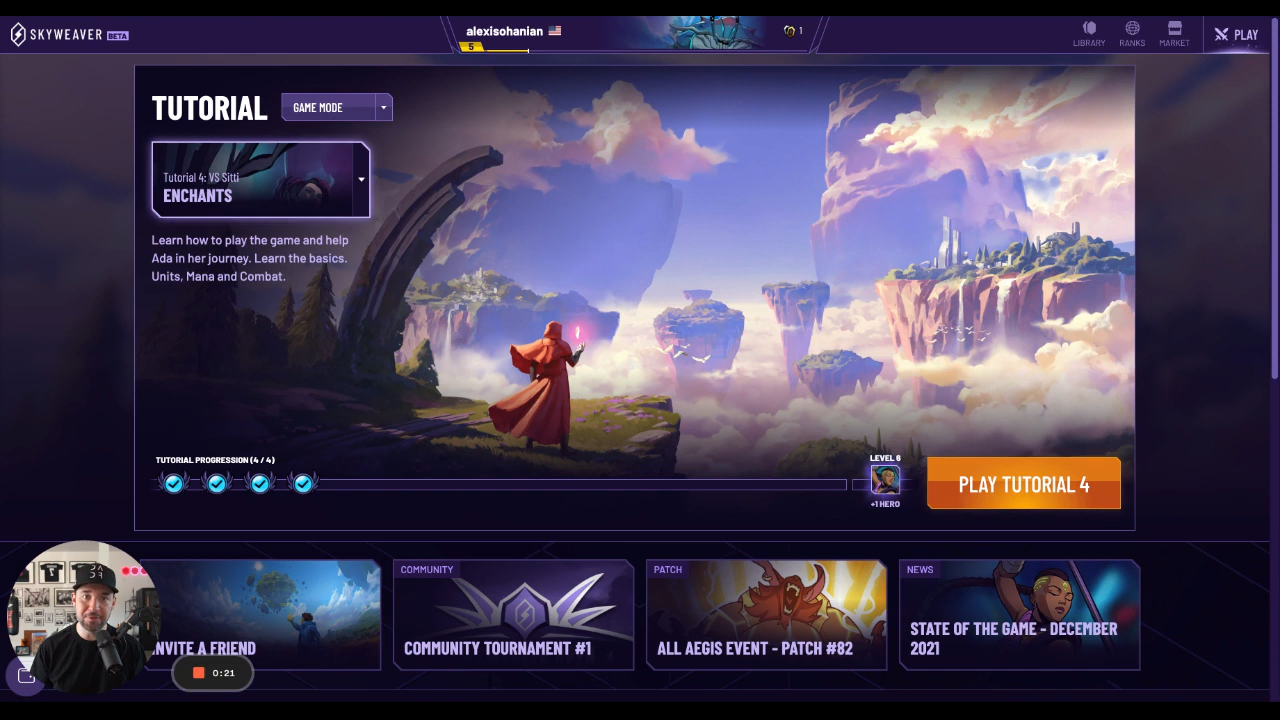 SKYWEAVER BETA
alexisohanian
5
1
LIBRARY
RANKS
MARKET
PLAY
TUTORIAL
GAME MODE
Tutorial 4: VS Sitti
ENCHANTS
Learn how to play the game and help
Ada in her journey. Learn the basics.
Units, Mana and Combat.
TUTORIAL PROGRESSION (4 / 4)
LEVEL 6
+1 HERO
PLAY TUTORIAL 4
INVITE A FRIEND
COMMUNITY
COMMUNITY TOURNAMENT #1
PATCH
ALL AEGIS EVENT - PATCH #82
NEWS
STATE OF THE GAME - DECEMBER
2021
0:21